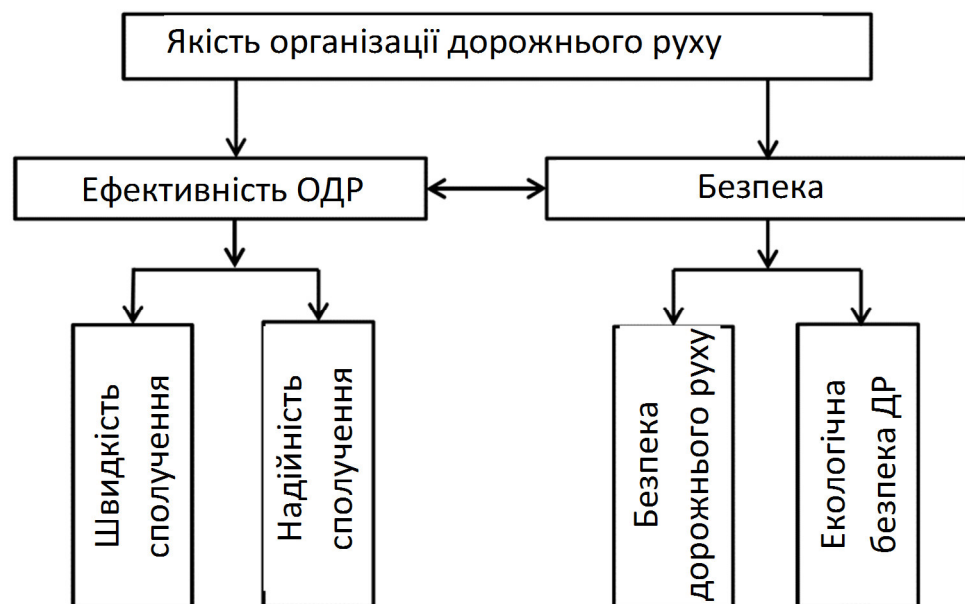 Якість організації дорожнього руху
Ефективність ОДР
Безпека
Швидкість
сполучення
Надійність
сполучення
Безпека
дорожнього руху
Екологічна
безпека ДР